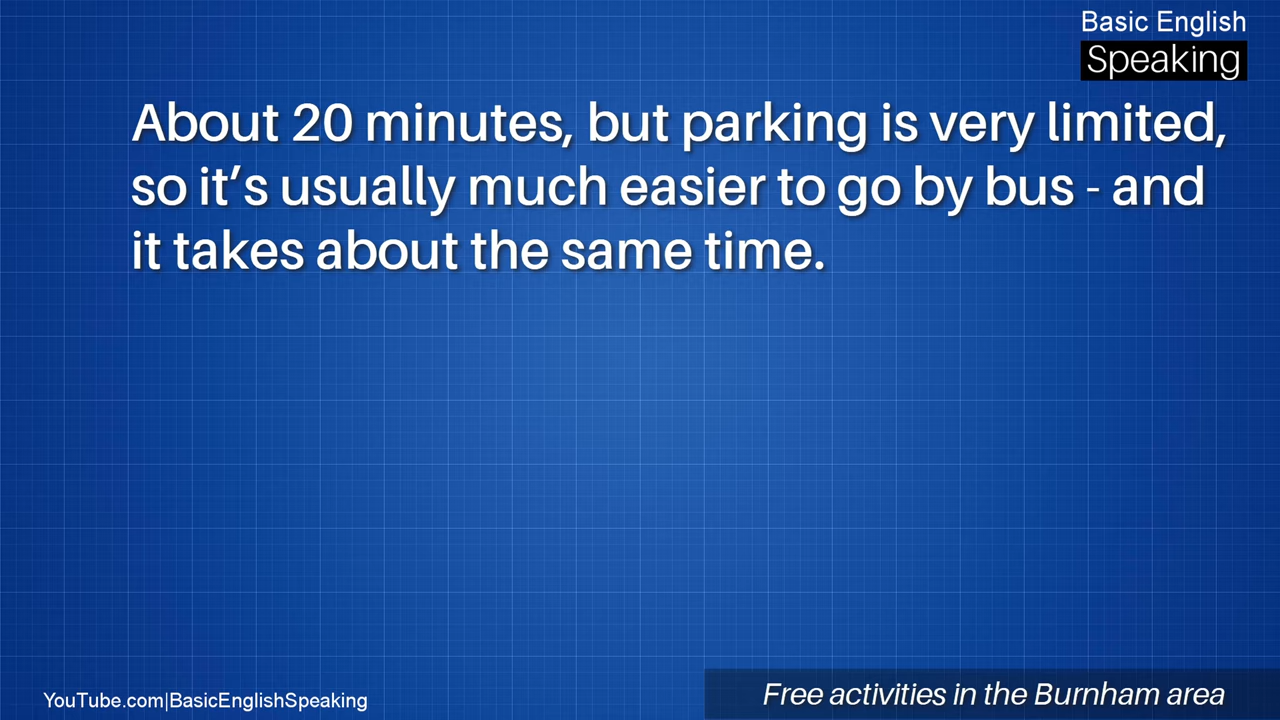 Basic English
Speaking
About 20 minutes, but parking is very limited,
so it’s usually much easier to go by bus - and
it takes about the same time.
YouTube.com|BasicEnglishSpeaking
Free activities in the Burnham area